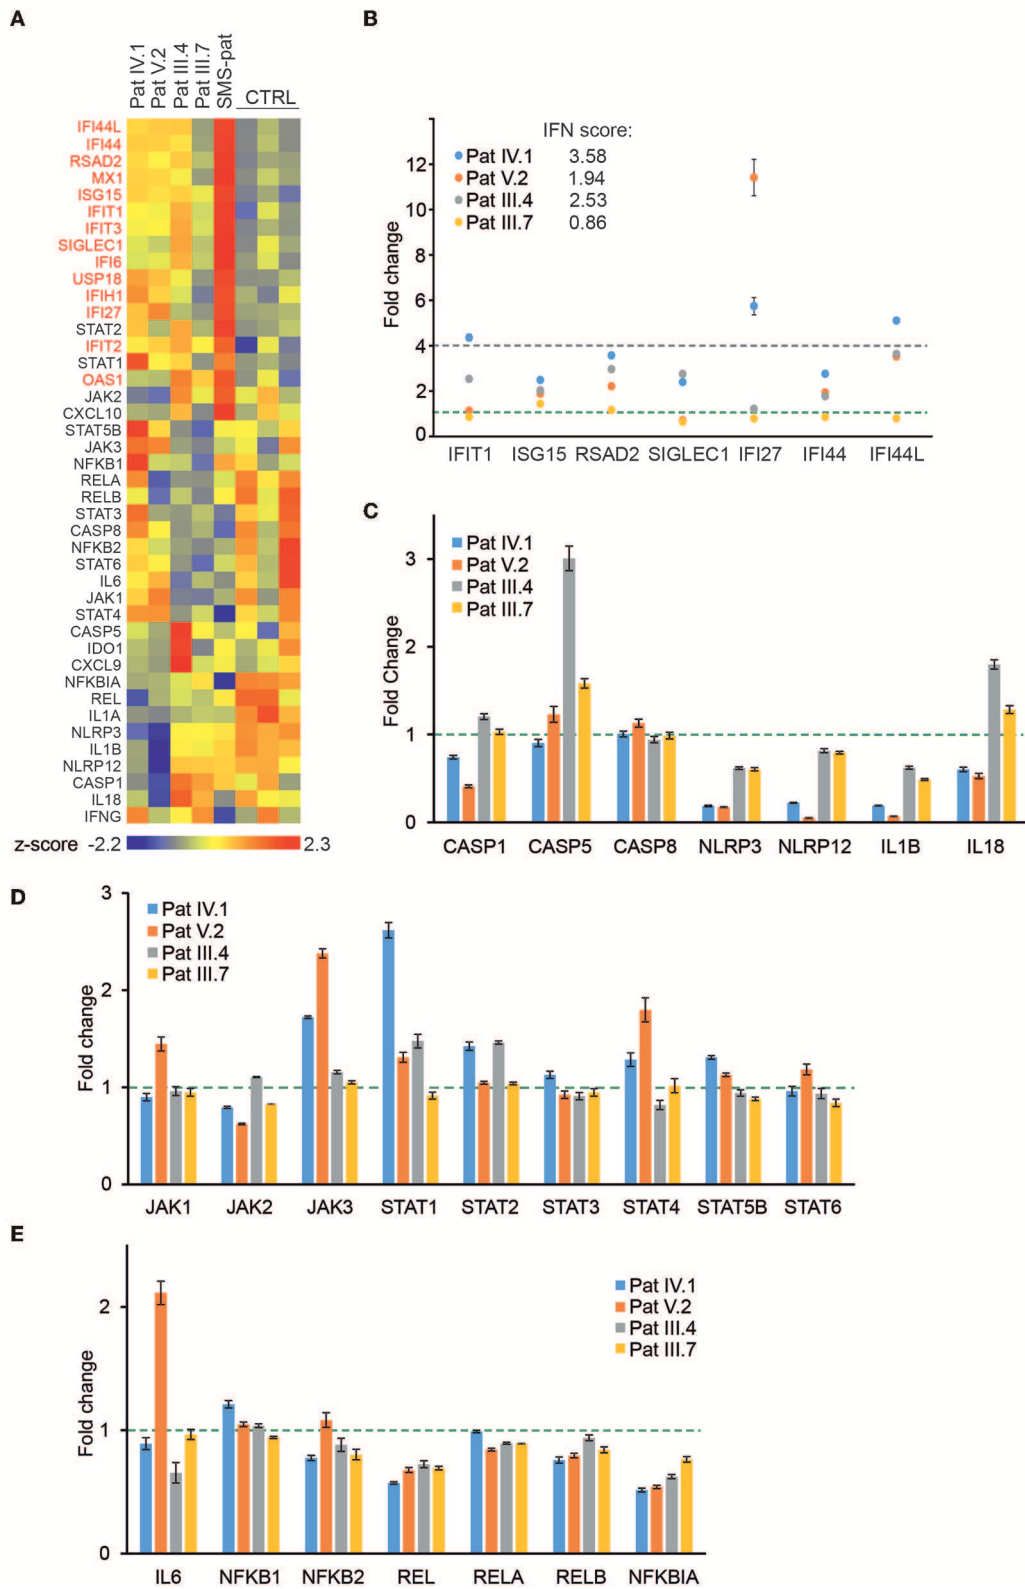 A
Pat IV.1
Pat V.2
Pat III.4
Pat III.7
SMS-pat
CTRL
IFI44L
IFI44
RSAD2
MX1
ISG15
IFIT1
IFIT3
SIGLEC1
IFI6
USP18
IFIH1
IFI27
STAT2
IFIT2
STAT1
OAS1
JAK2
CXCL10
STAT5B
JAK3
NFKB1
RELA
RELB
STAT3
CASP8
NFKB2
STAT6
IL6
JAK1
STAT4
CASP5
IDO1
CXCL9
NFKBIA
REL
IL1A
NLRP3
IL1B
NLRP12
CASP1
IL18
IFNG
z-score -2.2 2.3
B
IFN score:
Pat IV.1 3.58
Pat V.2 1.94
Pat III.4 2.53
Pat III.7 0.86
Fold change
12
10
8
6
4
2
0
IFIT1 ISG15 RSAD2 SIGLEC1 IFI27 IFI44 IFI44L
C
Pat IV.1
Pat V.2
Pat III.4
Pat III.7
Fold Change
3
2
1
0
CASP1 CASP5 CASP8 NLRP3 NLRP12 IL1B IL18
D
Pat IV.1
Pat V.2
Pat III.4
Pat III.7
Fold change
3
2
1
0
JAK1 JAK2 JAK3 STAT1 STAT2 STAT3 STAT4 STAT5B STAT6
E
Pat IV.1
Pat V.2
Pat III.4
Pat III.7
Fold change
2
1
0
IL6 NFKB1 NFKB2 REL RELA RELB NFKBIA